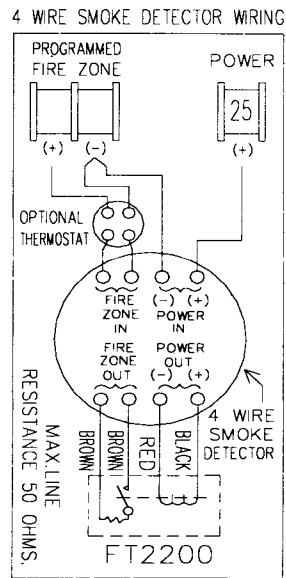 4 WIRE SMOKE DETECTOR WIRING
PROGRAMMED
FIRE ZONE
POWER
25
(+) (-) (+)
OPTIONAL
THERMOSTAT
FIRE
ZONE
IN
(-) (+)
POWER
IN
FIRE
ZONE
OUT
POWER
OUT
(-) (+)
4 WIRE
SMOKE
DETECTOR
BROWN
BROWN
RED
BLACK
MAX.LINE
RESISTANCE 50 OHMS.
FT2200